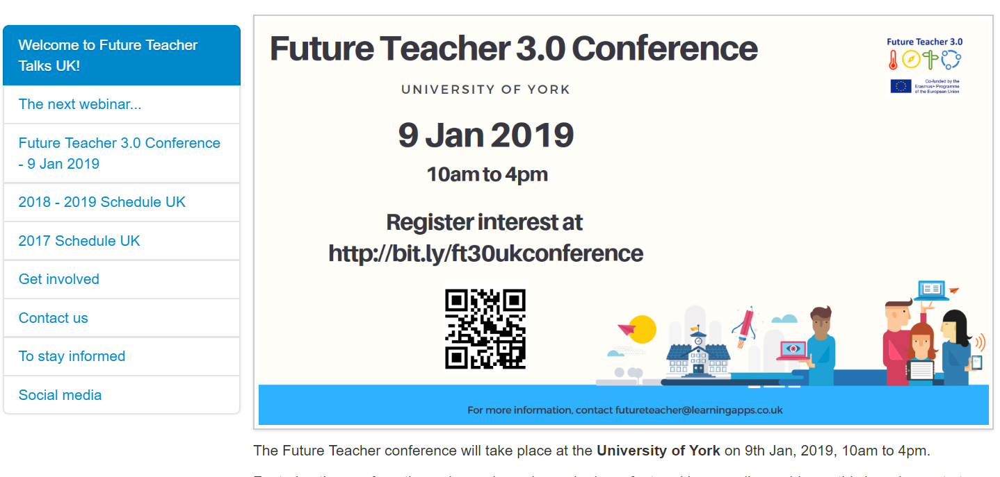 Welcome to Future Teacher
Talks UK!
The next webinar...
Future Teacher 3.0 Conference
- 9 Jan 2019
2018 - 2019 Schedule UK
2017 Schedule UK
Get involved
Contact us
To stay informed
Social media
Future Teacher 3.0 Conference
UNIVERSITY OF YORK
9 Jan 2019
10am to 4pm
Register interest at
http://bit.ly/ft30ukconference
Future Teacher 3.0
Co-funded by the
Erasmus+ Programme
of the European Union
For more information, contact futureteacher@learningapps.co.uk
The Future Teacher conference will take place at the University of York on 9th Jan, 2019, 10am to 4pm.